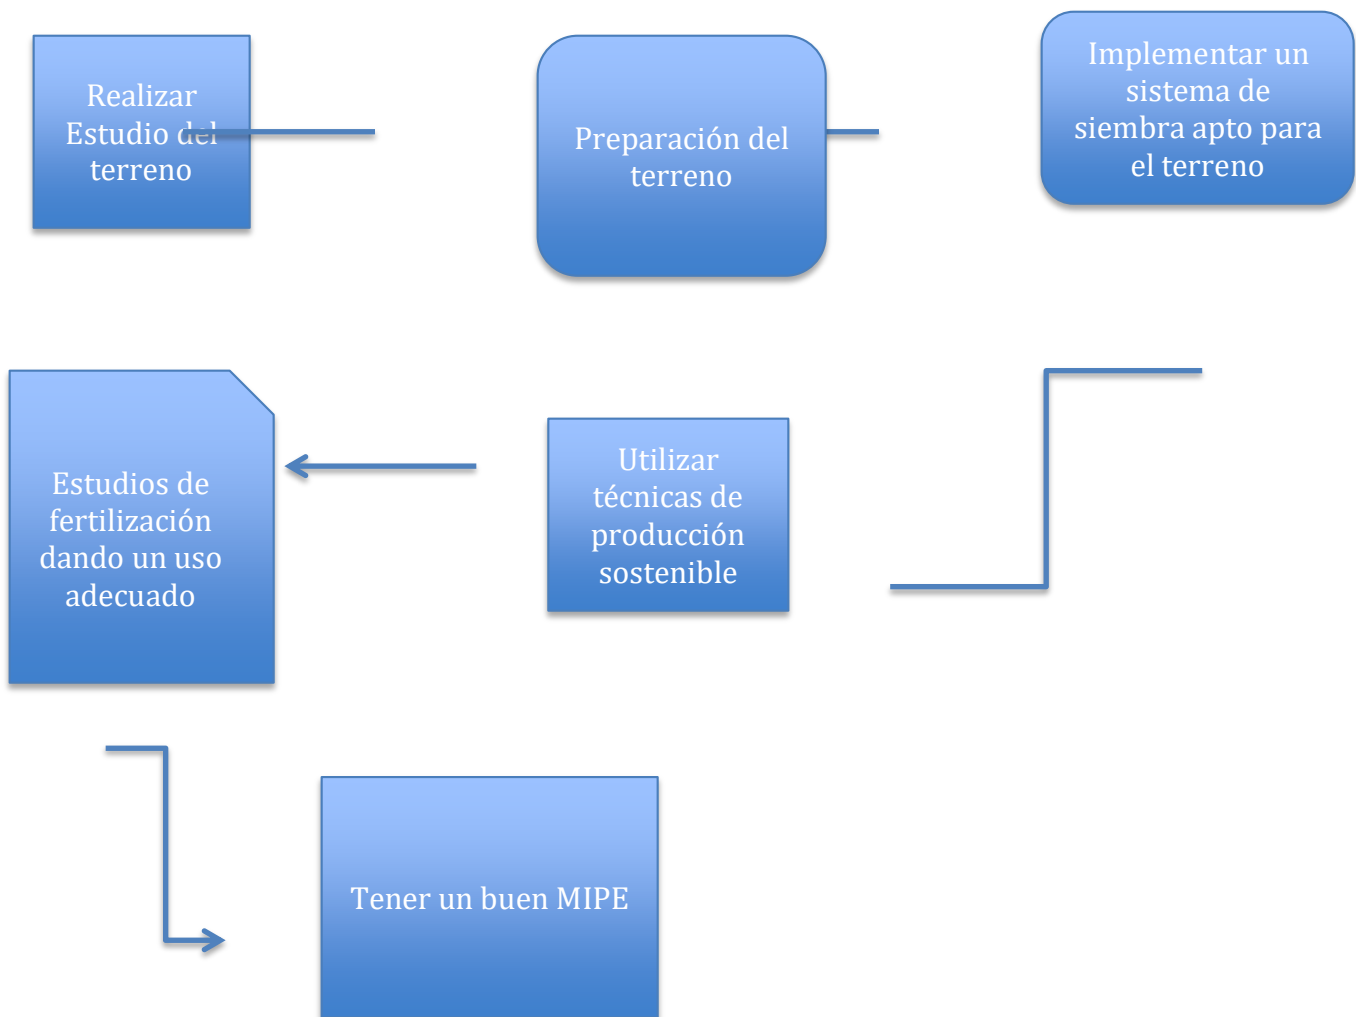 Realizar
Estudio del
terreno
Preparación del
terreno
Implementar un
sistema de
siembra apto para
el terreno
Estudios de
fertilización
dando un uso
adecuado
Utilizar
técnicas de
producción
sostenible
Tener un buen MIPE